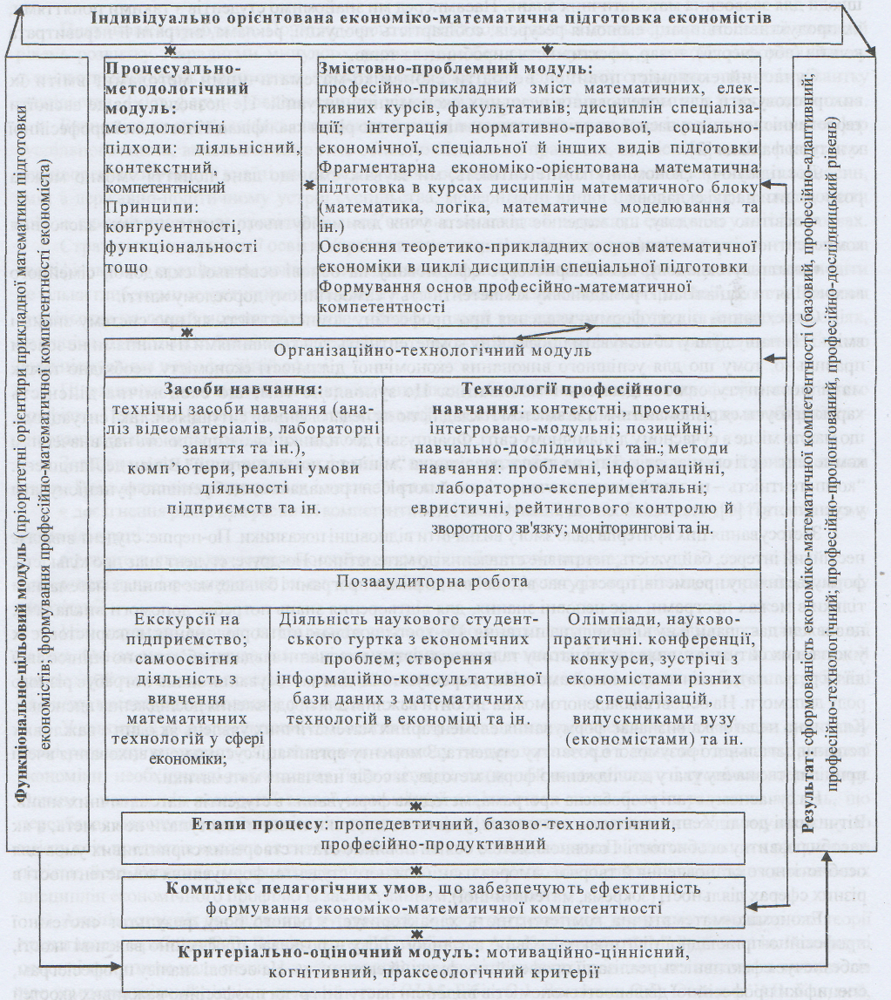 Індивідуально орієнтована економіко-математична підготовка економістів
Функціонально-цільовий модуль (пріоритетні орієнтири прикладної математики підготовки
економістів; формування професійно-математичної компетентності економіста)
Процесуально-
методологічний
модуль:
методологічні
підходи: діяльнісний,
контекстний,
компетентнісний
Принципи:
конгруентності,
функціональності
тощо
Змістовно-проблемний модуль:
професійно-прикладний зміст математичних, елек-
тивних курсів, факультативів; дисциплін спеціаліза-
ції; інтеграція нормативно-правової, соціально-
економічної, спеціальної й інших видів підготовки
Фрагментарна економіко-орієнтована математична
підготовка в курсах дисциплін математичного блоку
(математика, логіка, математичне моделювання та
ін.)
Освоєння теоретико-прикладних основ математичної
економіки в циклі дисциплін спеціальної підготовки
Формування основ професійно-математичної
компетентності
Організаційно-технологічний модуль
Засоби навчання:
технічні засоби навчання (ана-
ліз відеоматеріалів, лабораторні
заняття та ін.),
комп'ютери, реальні умови
діяльності
підприємств та ін.
Технології професійного
навчання: контекстні, проектні,
інтегровано-модульні; позиційні;
навчально-дослідницькі та ін. Методи
навчання: проблемні, інформаційні,
лабораторно-експериментальні;
евристичні, рейтингового контролю й
зворотного зв'язку; моніторингові та ін.
Позааудиторна робота
Екскурсії на
підприємство;
самоосвітня
діяльність з
вивчення
математичних
технологій у сфері
економіки;
Діяльність наукового студент-
ського гуртка з економічних
проблем; створення
інформаційно-консультативної
бази даних з математичних
технологій в економіці та ін.
Олімпіади, науково-
практичні. конференції,
конкурси, зустрічі з
економістами різних
спеціалізацій,
випускниками вузу
(економістами) та ін.
Етапи процесу: пропедевтичний, базово-технологічний,
професійно-продуктивний
Комплекс педагогічних умов, що забезпечують ефективність
формування економіко-математичної компетентності
Критеріально-оціночний модуль: мотиваційно-ціннісний,
когнітивний, технологічний критерії
Результат: сформованість економіко-математичної компетентності (базовий, професійно-адаптивний;
професійно-технологічний; професійно-пролонгований, професійно-дослідницький рівень)